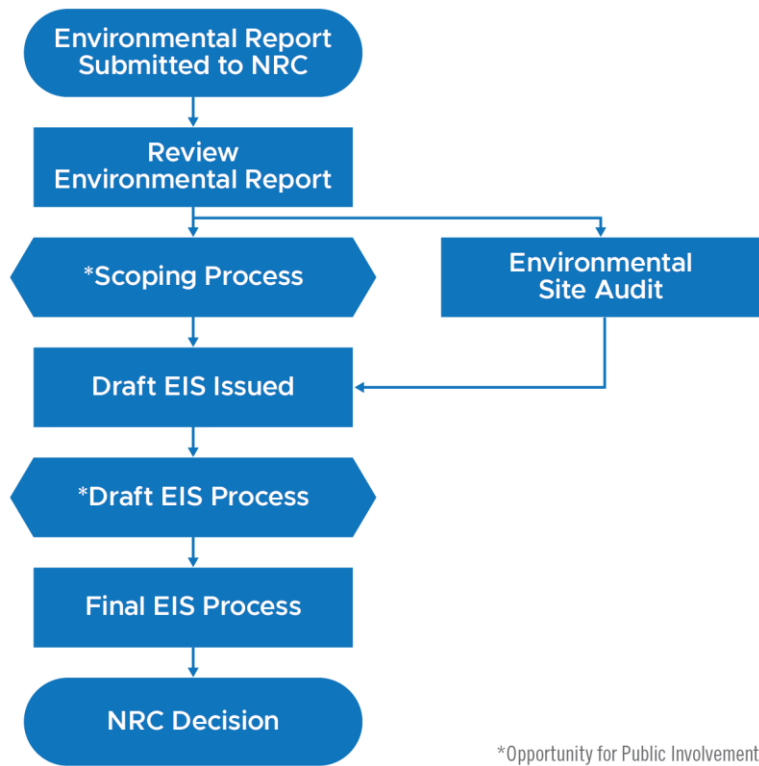 Environmental Report
Submitted to NRC
Review
Environmental Report
*Scoping Process
Environmental
Site Audit
Draft EIS Issued
*Draft EIS Process
Final EIS Process
NRC Decision
*Opportunity for Public Involvement